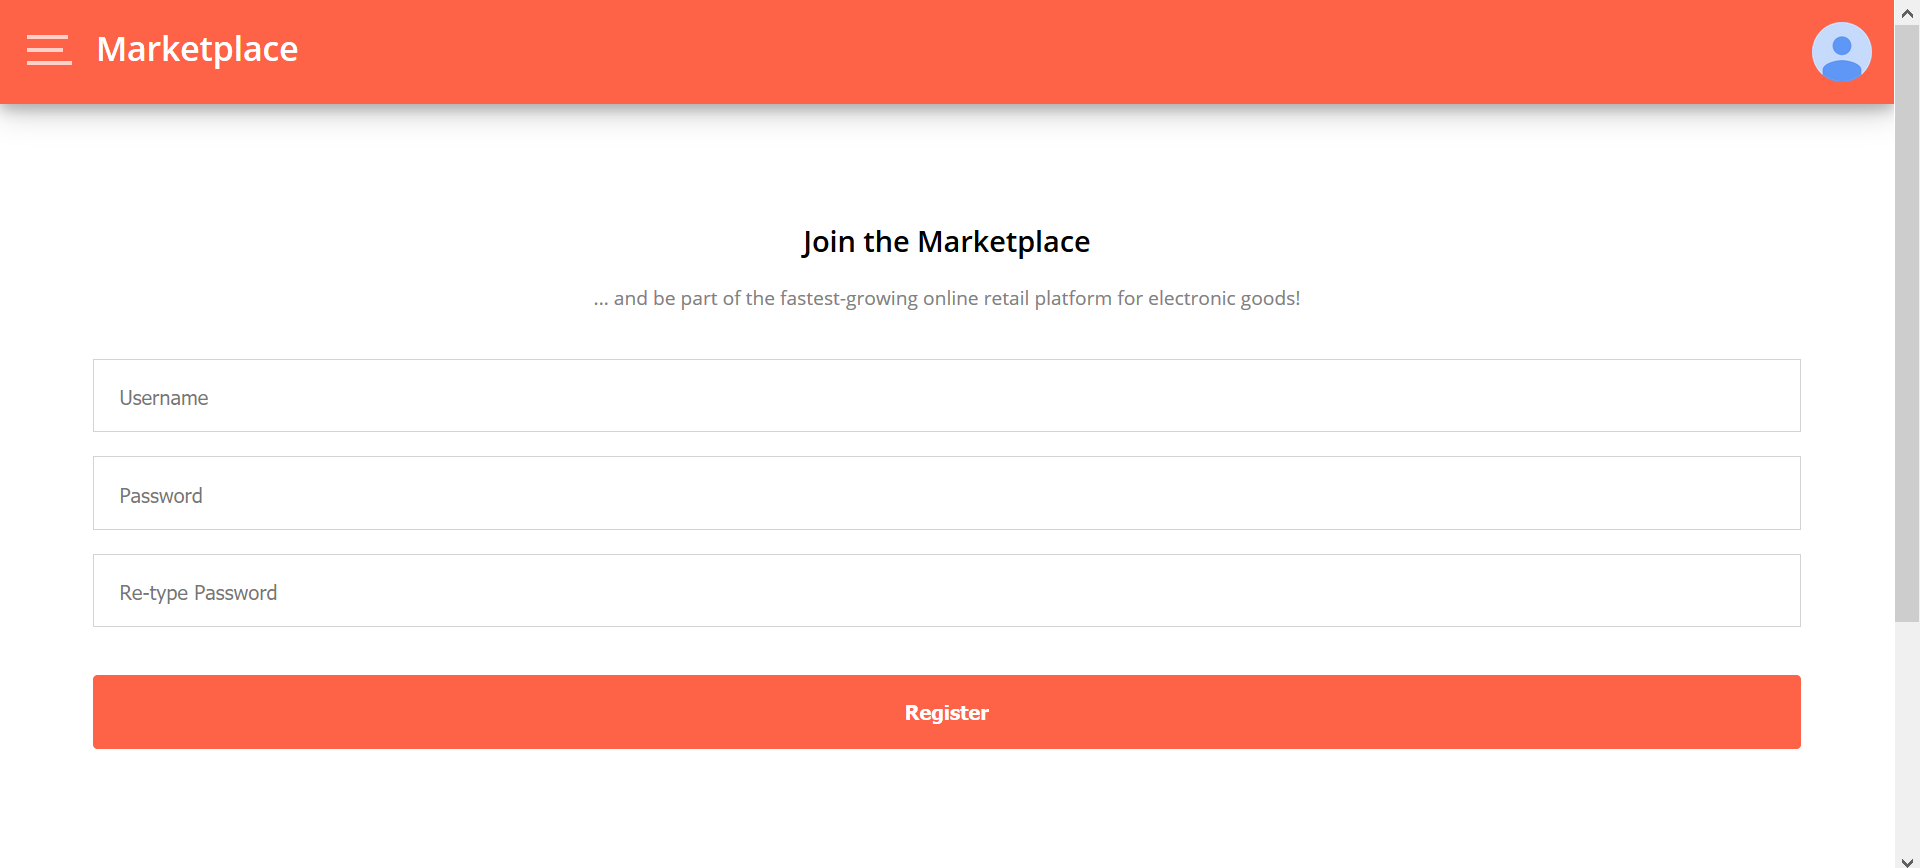 Marketplace
Join the Marketplace
... and be part of the fastest-growing online retail platform for electronic goods!
Username
Password
Re-type Password
Register